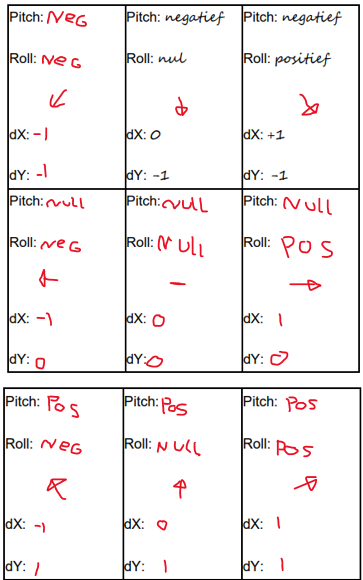 Pitch: Neg Pitch: negatief Pitch: negatief
Roll: Neg Roll: nul Roll: positief
dX: -1 dX: 0 dX: +1
dY: -1 dY: -1 dY: -1
Pitch: null Pitch: NULL Pitch: NULL
Roll: Neg Roll: NULL Roll: POS
dX: -1 dX: 0 dX: 1
dY: 0 dY: 0 dY: 0
Pitch: Pos Pitch: Pos Pitch: Pos
Roll: Neg Roll: NULL Roll: Pos
dX: -1 dX: 0 dX: 1
dY: 1 dY: 1 dY: 1